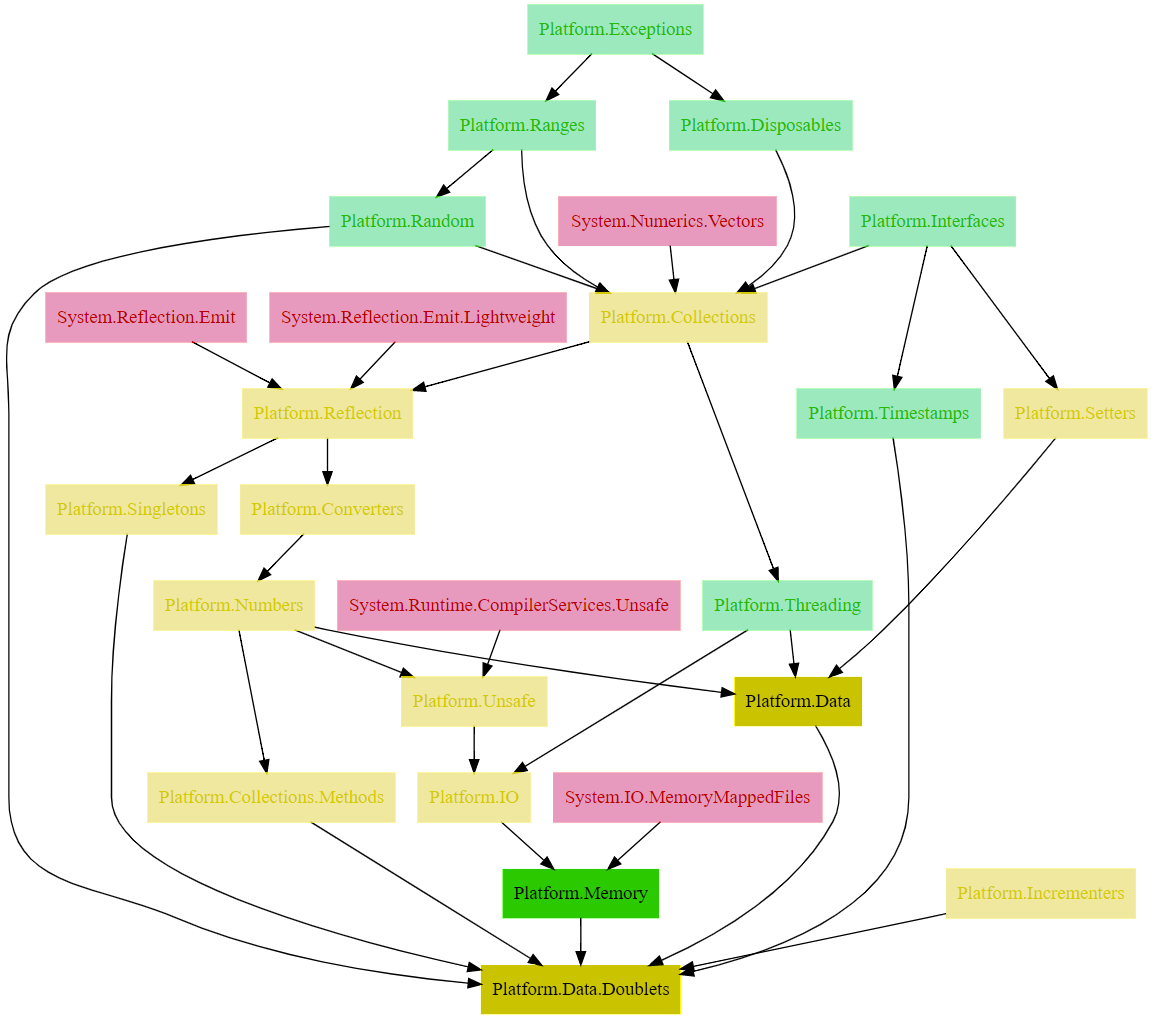 Platform.Exceptions
Platform.Ranges
Platform.Disposables
Platform.Random
System.Numerics.Vectors
Platform.Interfaces
System.Reflection.Emit
System.Reflection.Emit.Lightweight
Platform.Collections
Platform.Reflection
Platform.Timestamps
Platform.Setters
Platform.Singletons
Platform.Converters
Platform.Numbers
System.Runtime.CompilerServices.Unsafe
Platform.Threading
Platform.Unsafe
Platform.Data
Platform.Collections.Methods
Platform.IO
System.IO.MemoryMappedFiles
Platform.Memory
Platform.Incrementers
Platform.Data.Doublets